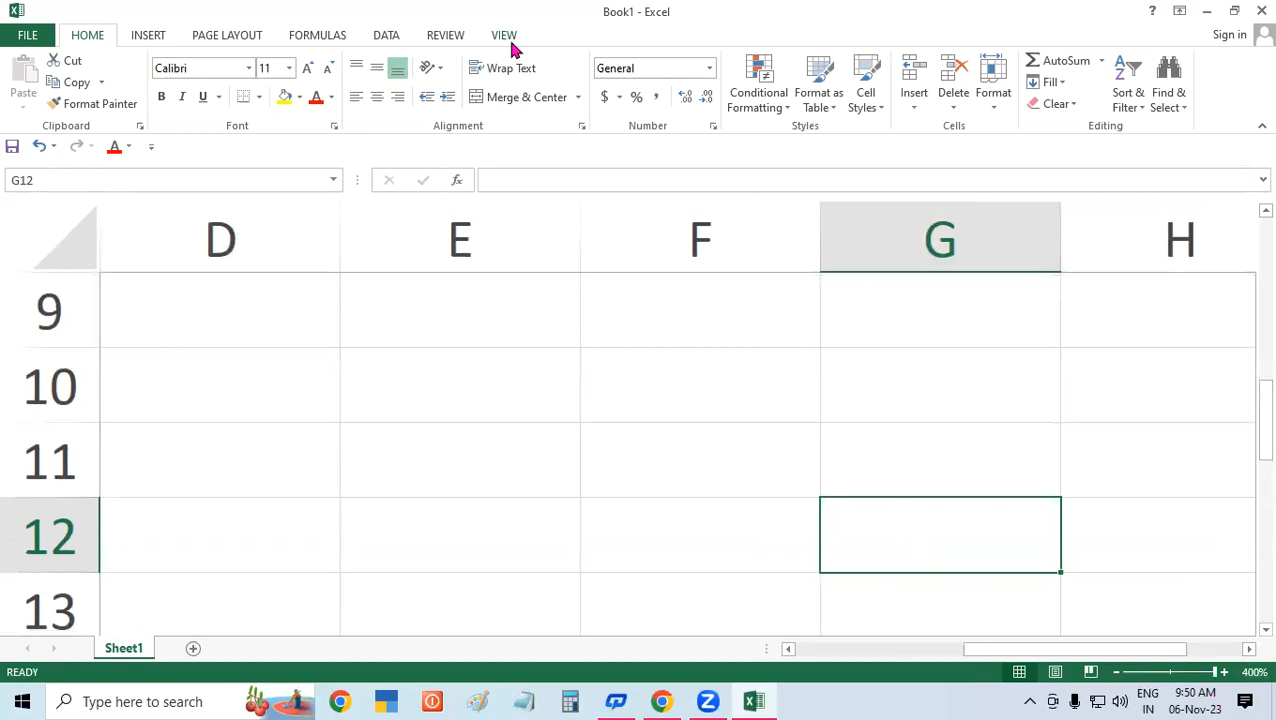 Book1 - Excel
?
FILE HOME INSERT PAGE LAYOUT FORMULAS DATA REVIEW VIEW Sign in
Paste
Cut
Copy
Format Painter
Clipboard
Calibri 11 A A
B I U A
Font
Wrap Text
Merge & Center
Alignment
General
$ % ,
Number
Conditional Formatting
Format as Table
Cell Styles
Styles
Insert
Delete
Format
Cells
AutoSum
Fill
Clear
Sort & Filter
Find & Select
Editing
A
G12 fx
D E F G H
9
10
11
12
13
Sheet1
READY 400%
Type here to search
ENG
IN
9:50 AM
06-Nov-23